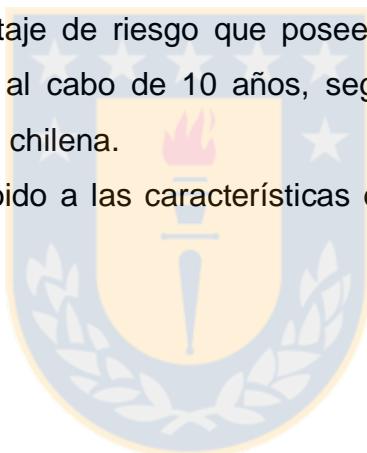 taje de riesgo que posee
al cabo de 10 años, seg
chilena.
bido a las características